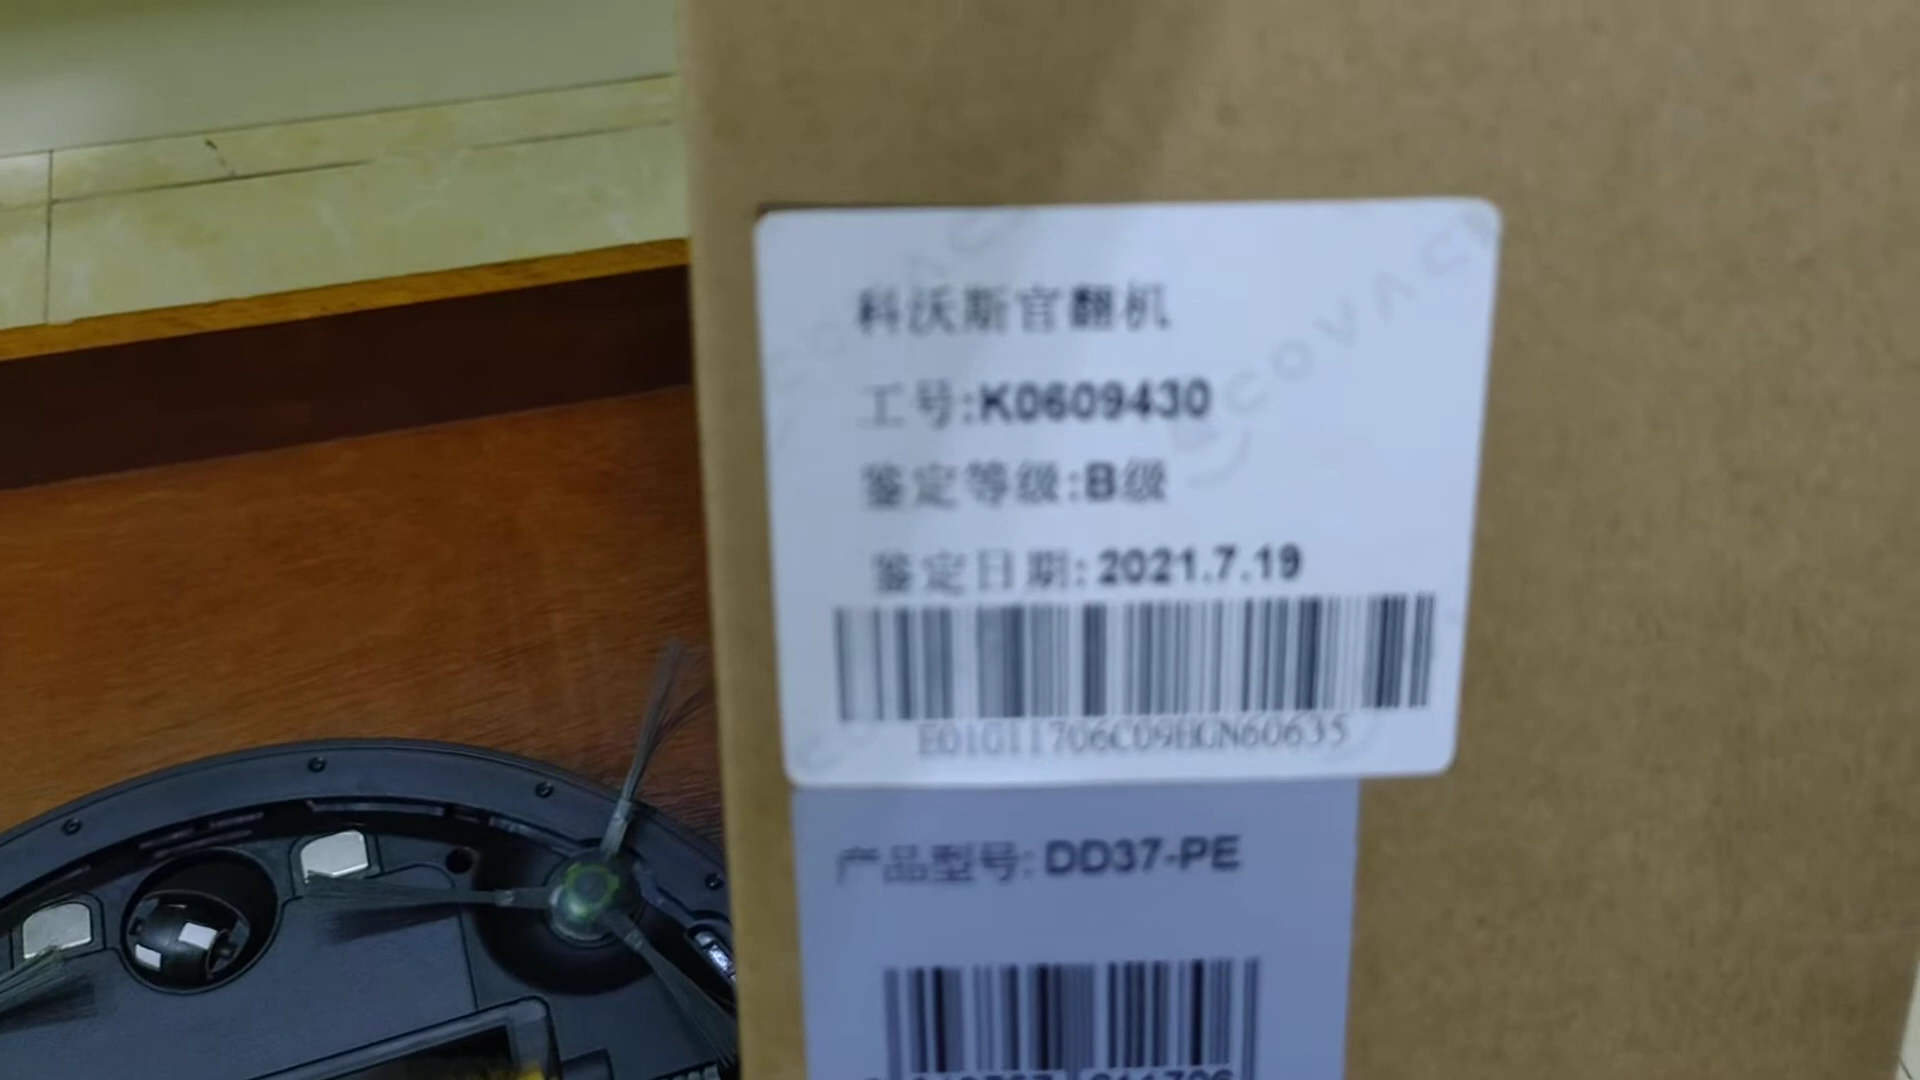 科沃斯官翻机
工号:K0609430
鉴定等级:B级
鉴定日期:2021.7.19
E01G11706C09HGN60635
产品型号:DD37-PE